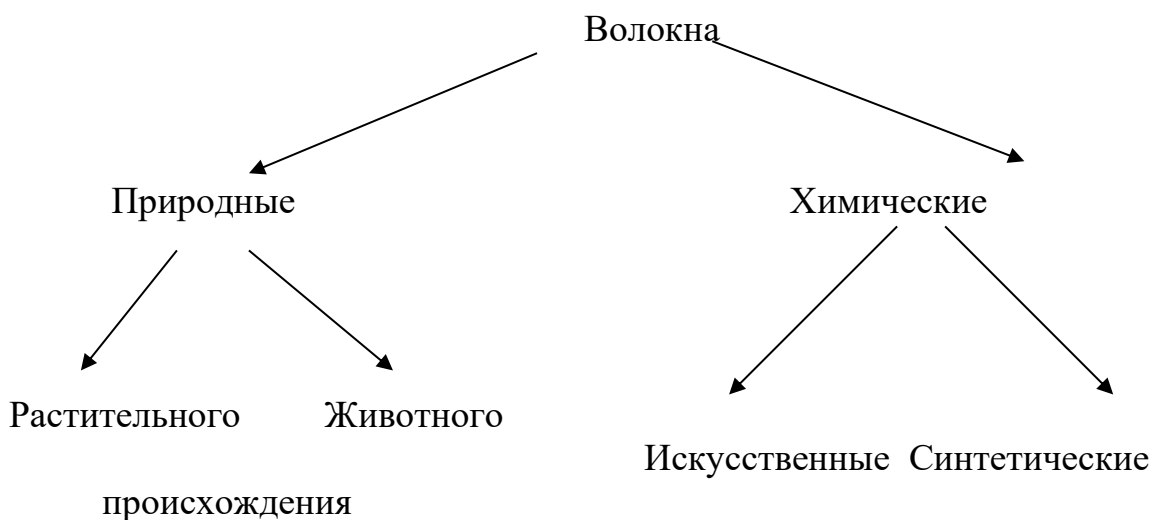 Волокна
Природные Химические
Растительного Животного
Искусственные Синтетические
происхождения